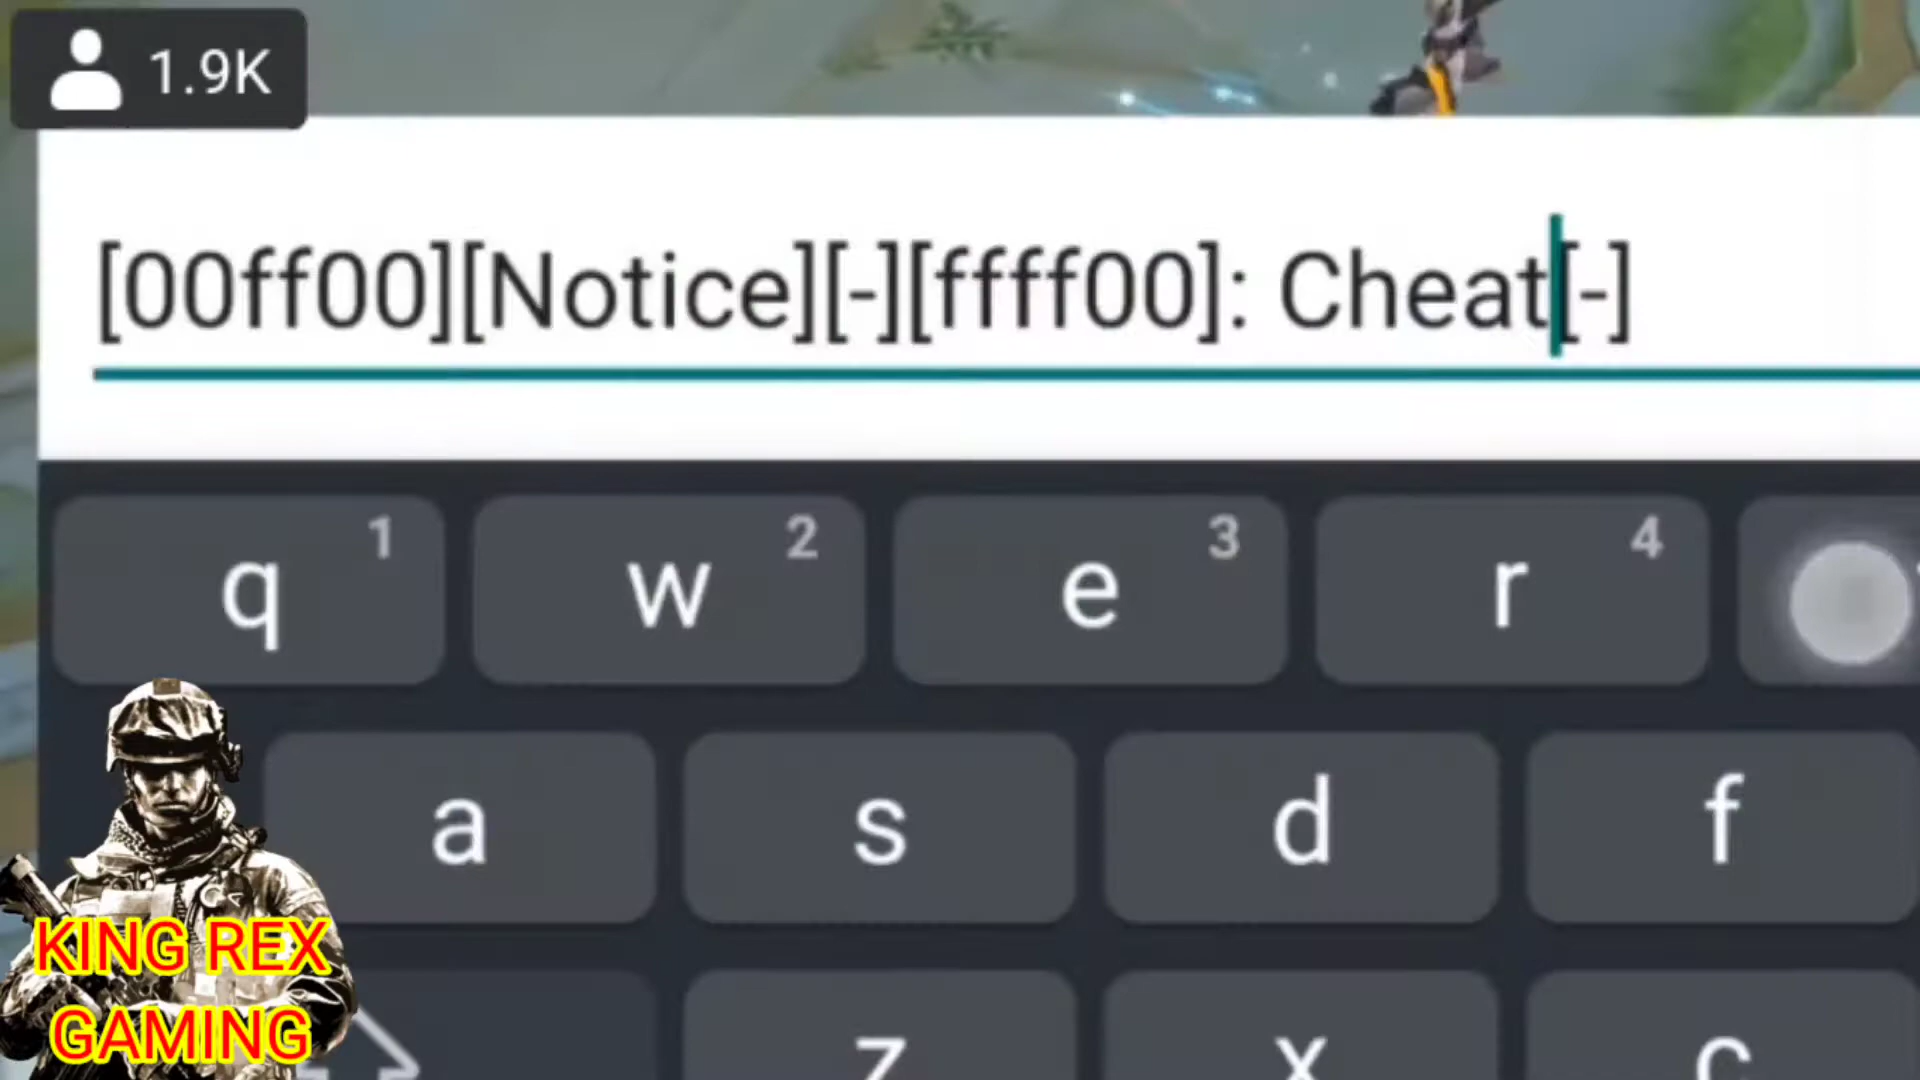 1.9K
[00ff00][Notice][-][ffff00]: Cheat[-]
q 1 w 2 e 3 r 4
a s d f
z x c
KING REX
GAMING